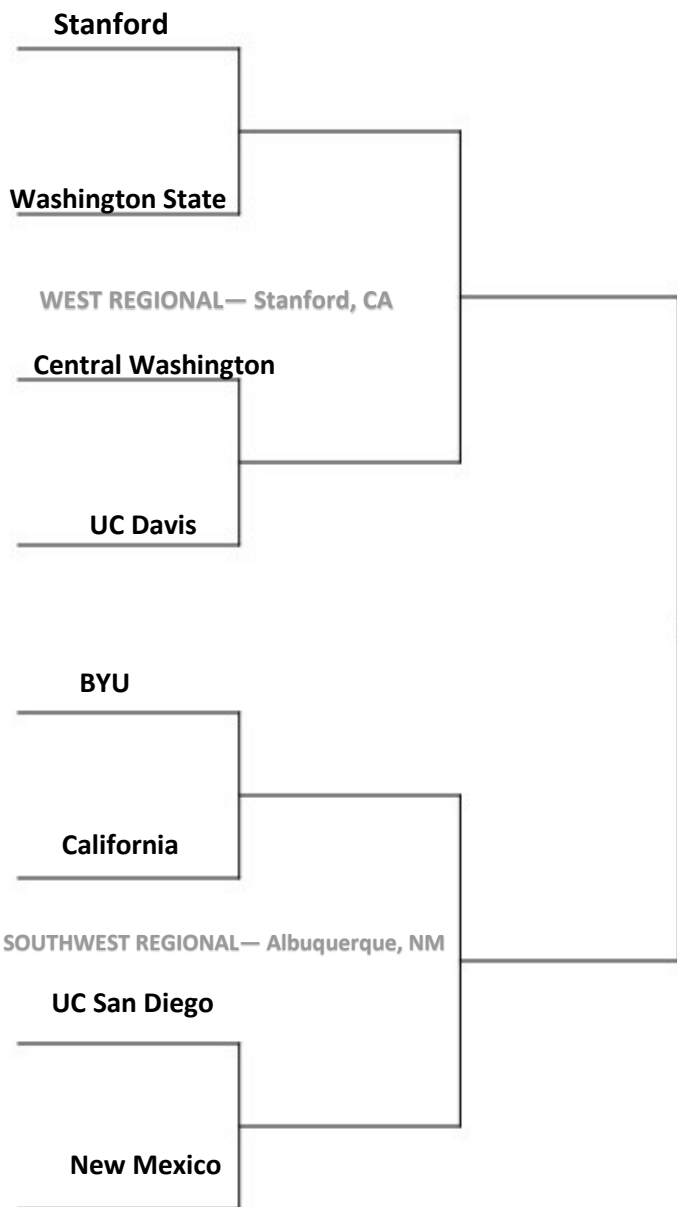 Stanford
Washington State
WEST REGIONAL— Stanford, CA
Central Washington
UC Davis
BYU
California
SOUTHWEST REGIONAL— Albuquerque, NM
UC San Diego
New Mexico